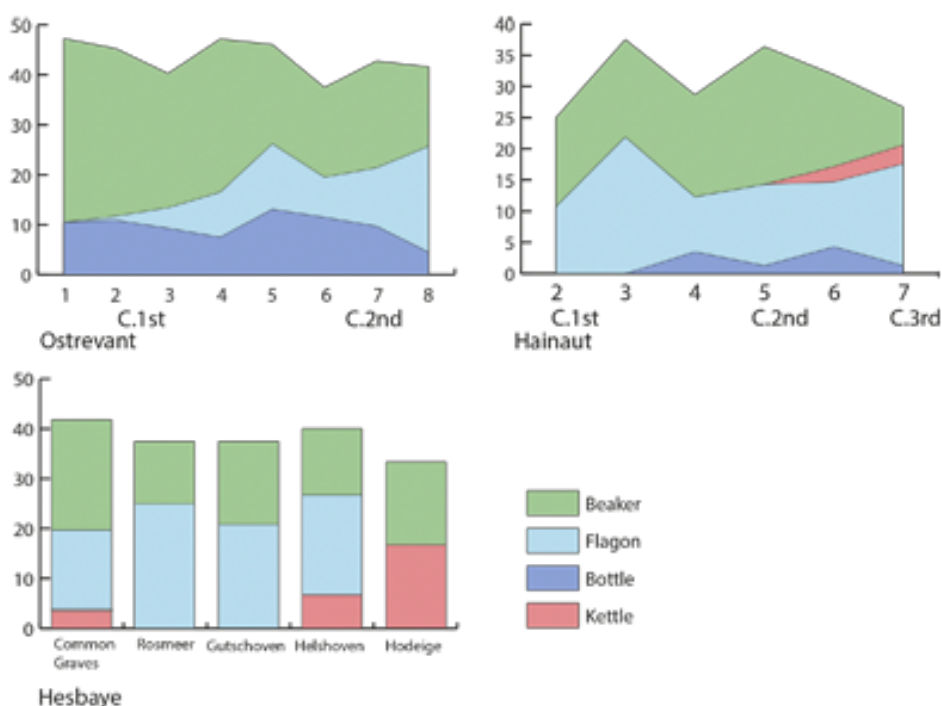 50
40
30
20
10
0
1 2 3 4 5 6 7 8
C.1st C.2nd
Ostrevant
40
35
30
25
20
15
10
5
0
2 3 4 5 6 7
C.1st C.2nd C.3rd
Hainaut
50
40
30
20
10
0
Common Graves
Rosmeer
Gutschoven
Helshoven
Hodeige
Hesbaye
Beaker
Flagon
Bottle
Kettle